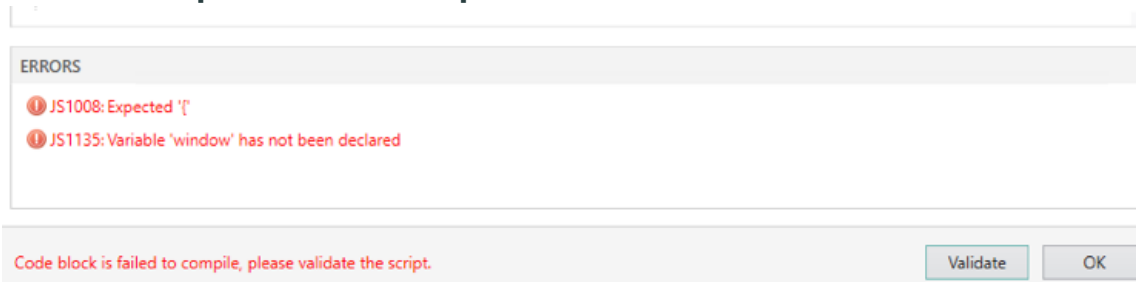 ERRORS
JS1008: Expected '{'
JS1135: Variable 'window' has not been declared
Code block is failed to compile, please validate the script.
Validate
OK